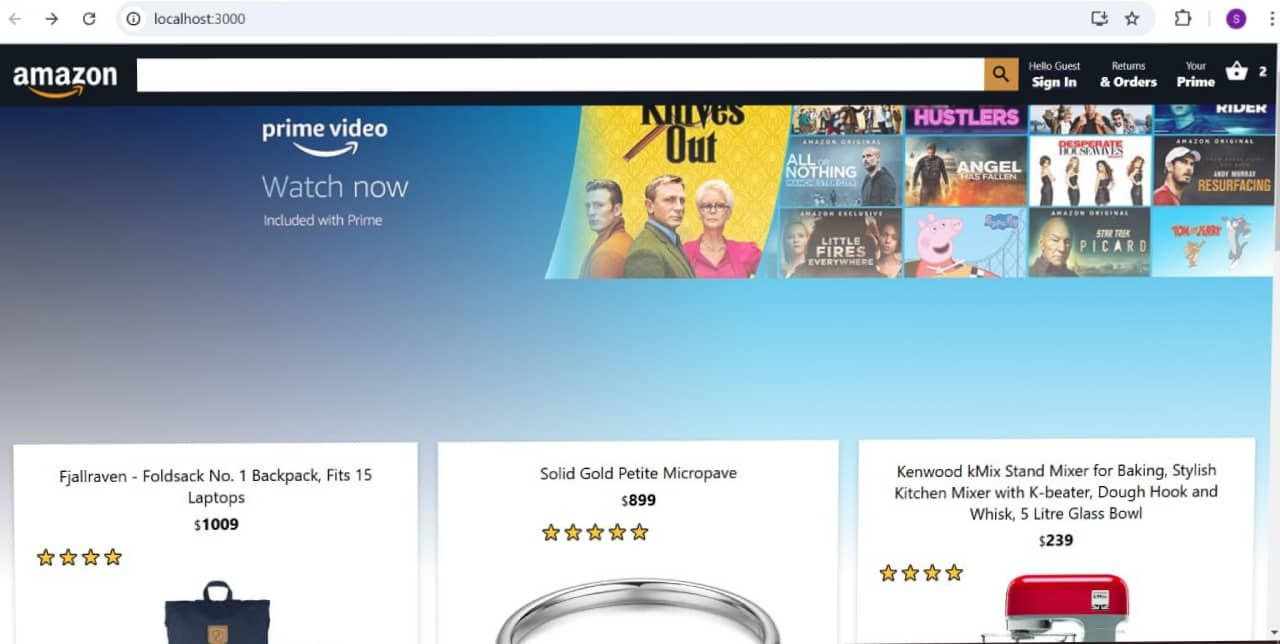 localhost:3000
S
amazon
Hello Guest
Sign In
Returns
& Orders
Your
Prime
2
prime video
Watch now
Included with Prime
Knives
Out
HUSTLERS
RIDER
AMAZON ORIGINAL
ALL OR
NOTHING
MANCHESTER CITY
ANGEL
HAS FALLEN
DESPERATE
HOUSEWIVES
AMAZON ORIGINAL
ANDY MURRAY
RESURFACING
AMAZON EXCLUSIVE
LITTLE
FIRES
EVERYWHERE
Peppa Pig
AMAZON ORIGINAL
STAR TREK
PICARD
TOM AND JERRY
Fjallraven - Foldsack No. 1 Backpack, Fits 15
Laptops
$1009
Solid Gold Petite Micropave
$899
Kenwood kMix Stand Mixer for Baking, Stylish
Kitchen Mixer with K-beater, Dough Hook and
Whisk, 5 Litre Glass Bowl
$239
kMix